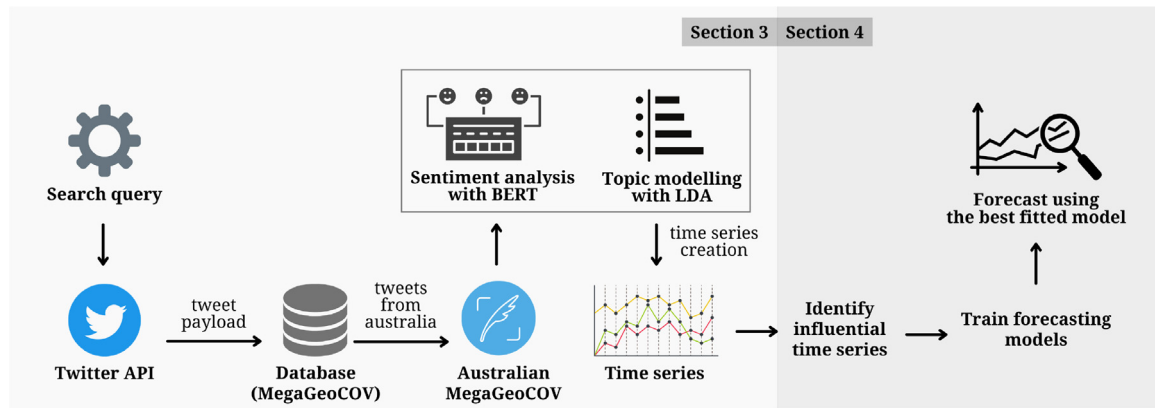 Section 3
Section 4
Search query
Twitter API
tweet
payload
Database
(MegaGeoCOV)
tweets
from
australia
Australian
MegaGeoCOV
Sentiment analysis
with BERT
Topic modelling
with LDA
time series
creation
Time series
Identify
influential
time series
Train forecasting
models
Forecast using
the best fitted model